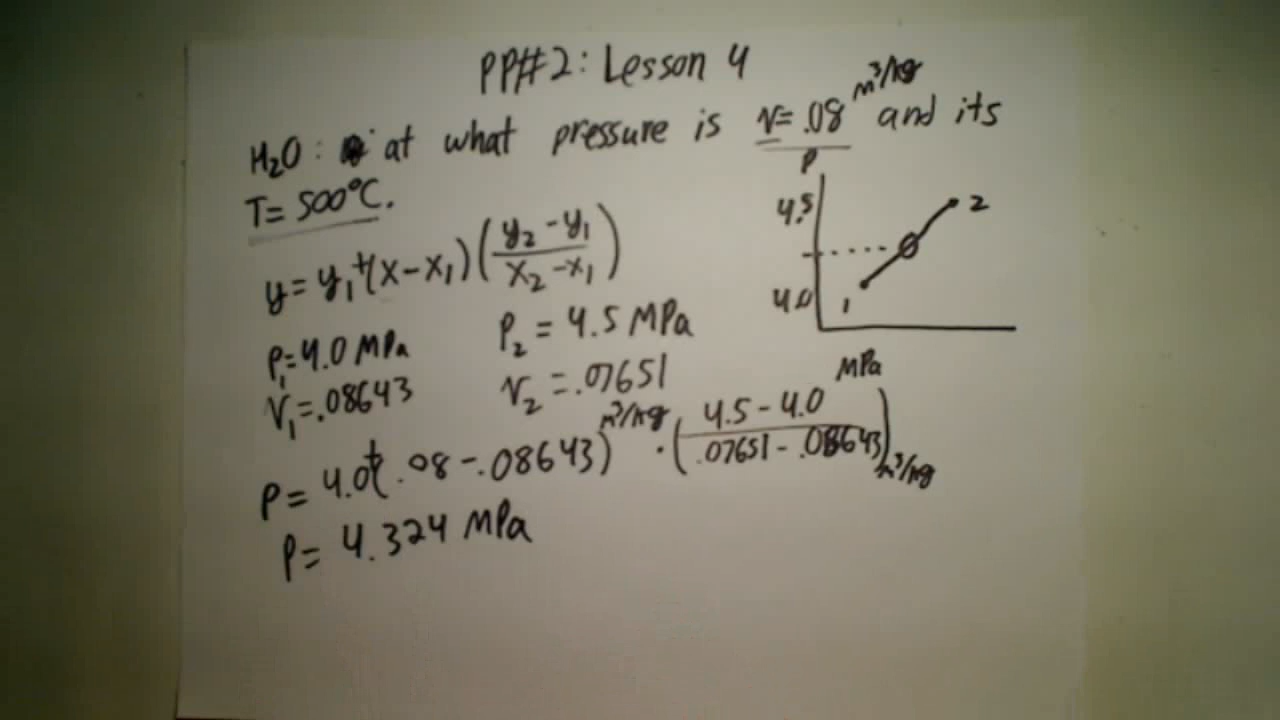 PP#2: Lesson 4
H₂O: at what pressure is v = .08 m³/kg and its
T = 500°C.
P
4.5
2
4.0
1
y = y₁ + (x - x₁) ( (y₂ - y₁) / (x₂ - x₁) )
P₁ = 4.0 MPa P₂ = 4.5 MPa
v₁ = .08643 v₂ = .07651
P = 4.0 + (.08 - .08643) m³/kg · ( (4.5 - 4.0) MPa / (.07651 - .08643) m³/kg )
P = 4.324 MPa